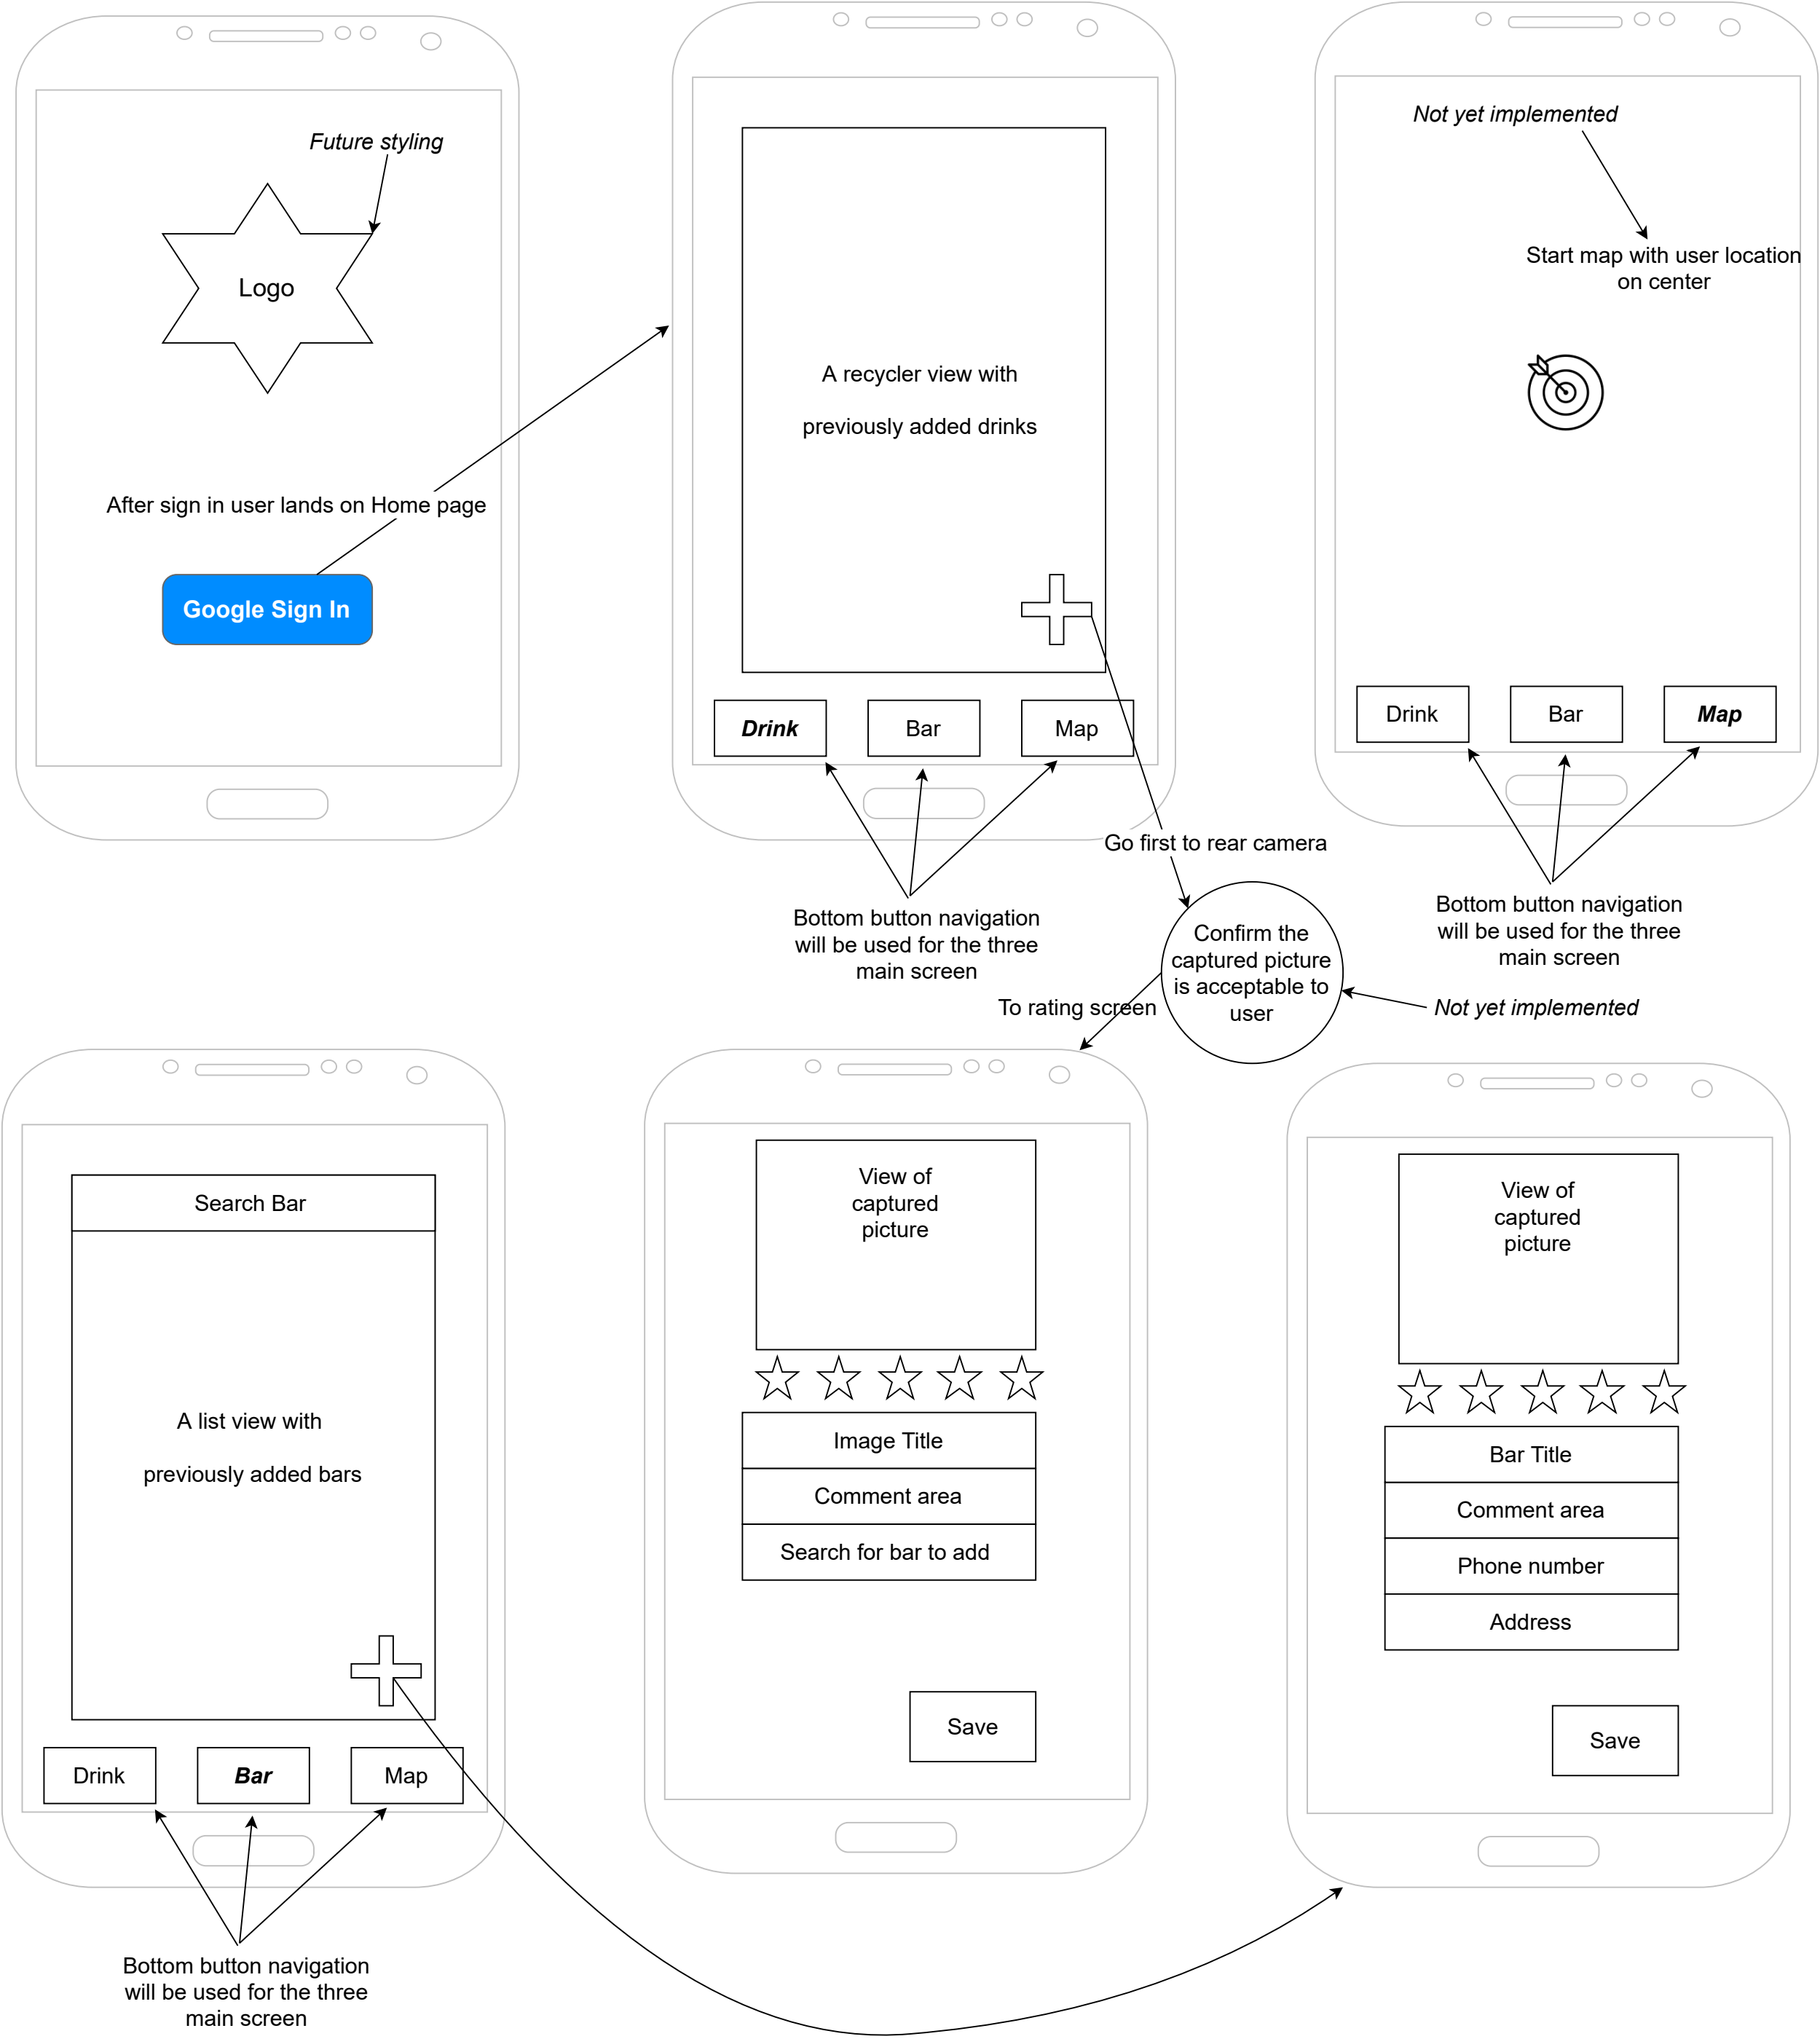 Future styling
Logo
After sign in user lands on Home page
Google Sign In
A recycler view with
previously added drinks
Drink
Bar
Map
Bottom button navigation
will be used for the three
main screen
Not yet implemented
Start map with user location
on center
Drink
Bar
Map
Bottom button navigation
will be used for the three
main screen
Go first to rear camera
Confirm the
captured picture
is acceptable to
user
To rating screen
Not yet implemented
Search Bar
A list view with
previously added bars
Drink
Bar
Map
Bottom button navigation
will be used for the three
main screen
View of
captured
picture
Image Title
Comment area
Search for bar to add
Save
View of
captured
picture
Bar Title
Comment area
Phone number
Address
Save